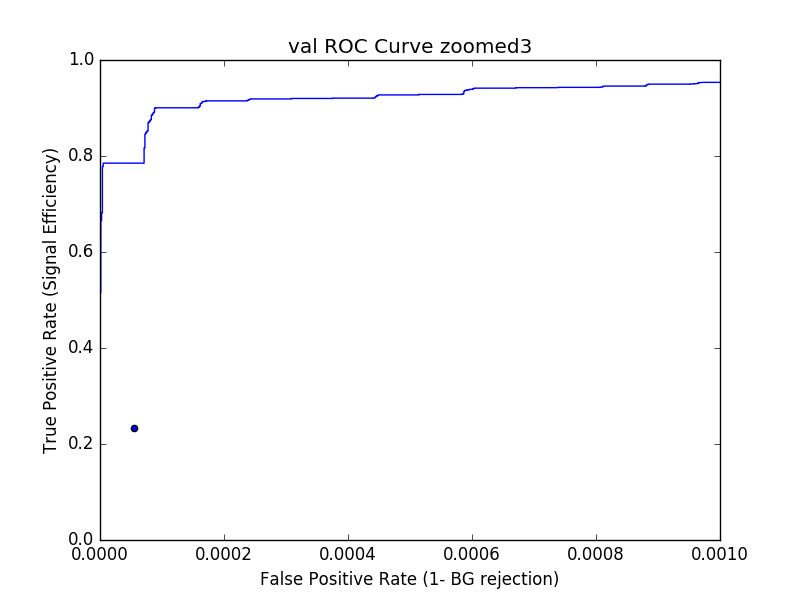 val ROC Curve zoomed3
1.0
0.8
0.6
0.4
0.2
0.0
True Positive Rate (Signal Efficiency)
0.0000 0.0002 0.0004 0.0006 0.0008 0.0010
False Positive Rate (1- BG rejection)